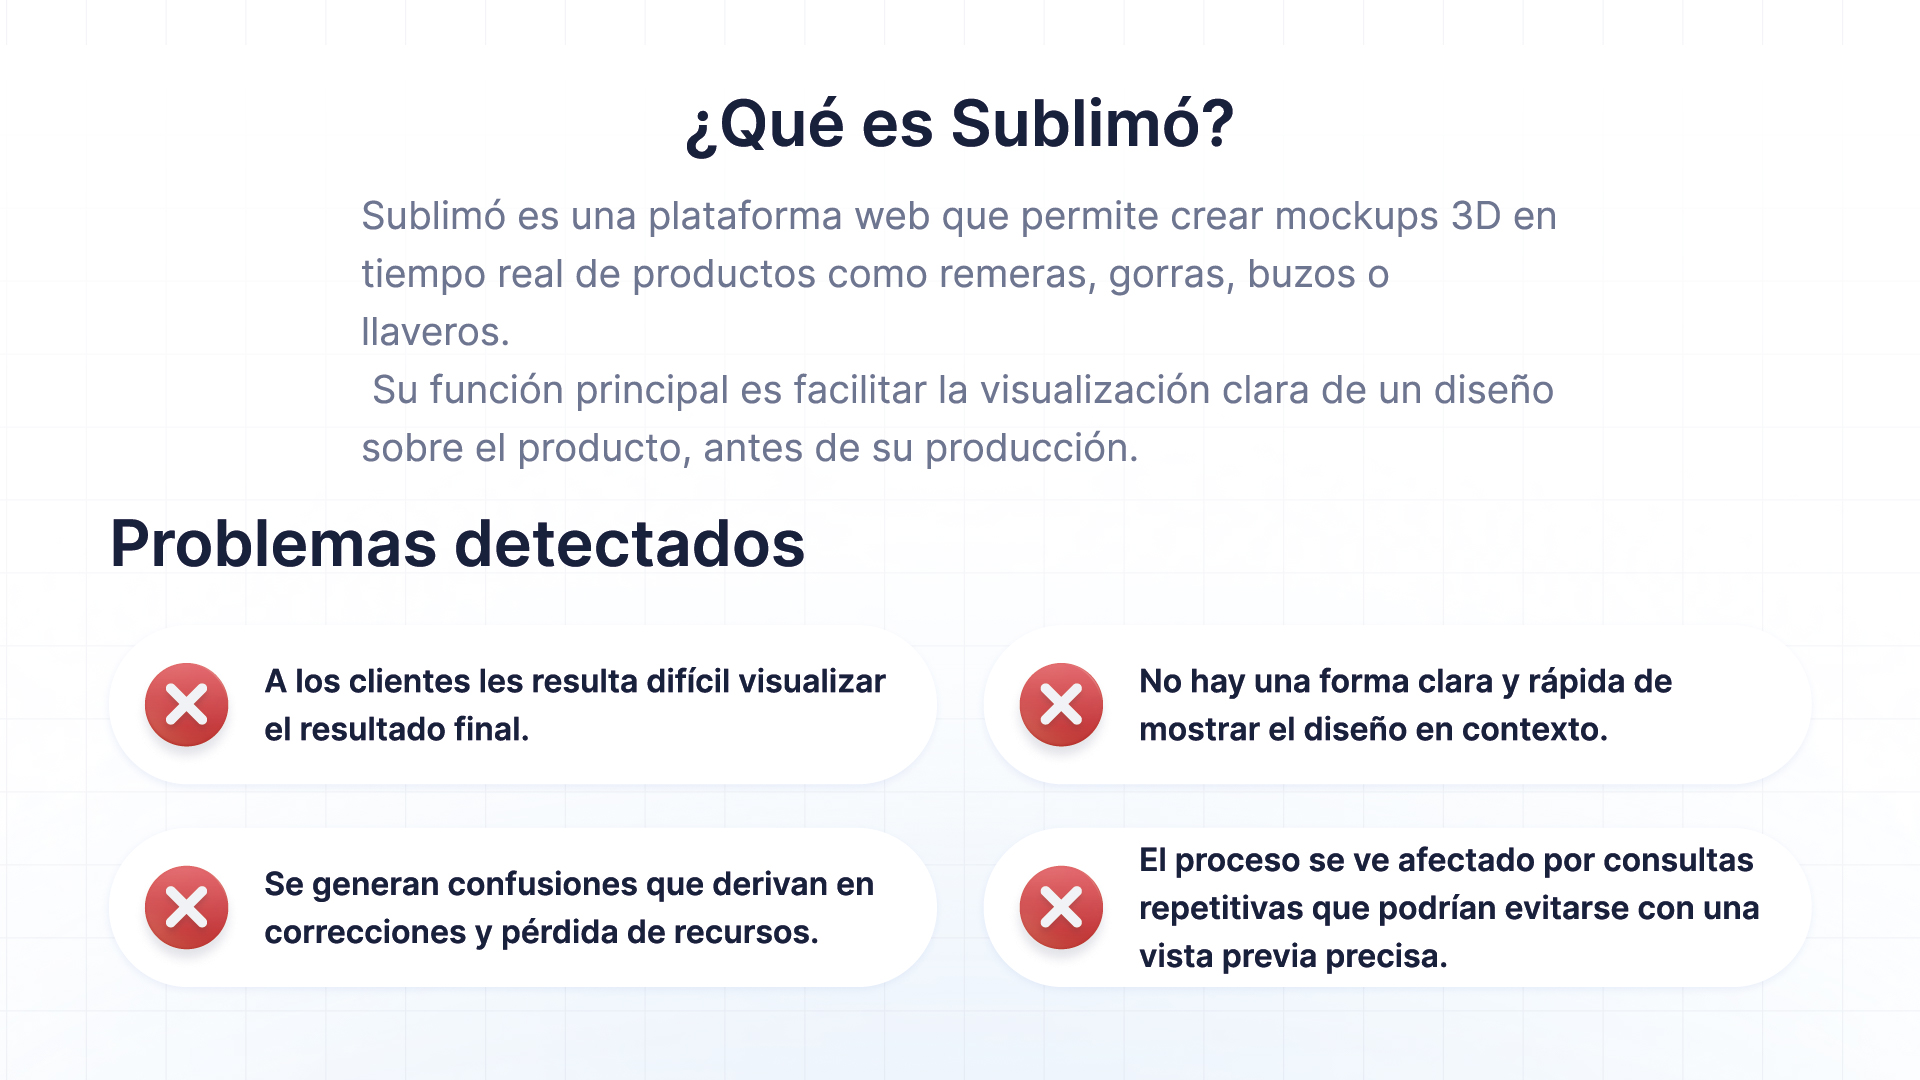 ¿Qué es Sublimó?
Sublimó es una plataforma web que permite crear mockups 3D en
tiempo real de productos como remeras, gorras, buzos o
llaveros.
Su función principal es facilitar la visualización clara de un diseño
sobre el producto, antes de su producción.
Problemas detectados
A los clientes les resulta difícil visualizar
el resultado final.
No hay una forma clara y rápida de
mostrar el diseño en contexto.
Se generan confusiones que derivan en
correcciones y pérdida de recursos.
El proceso se ve afectado por consultas
repetitivas que podrían evitarse con una
vista previa precisa.